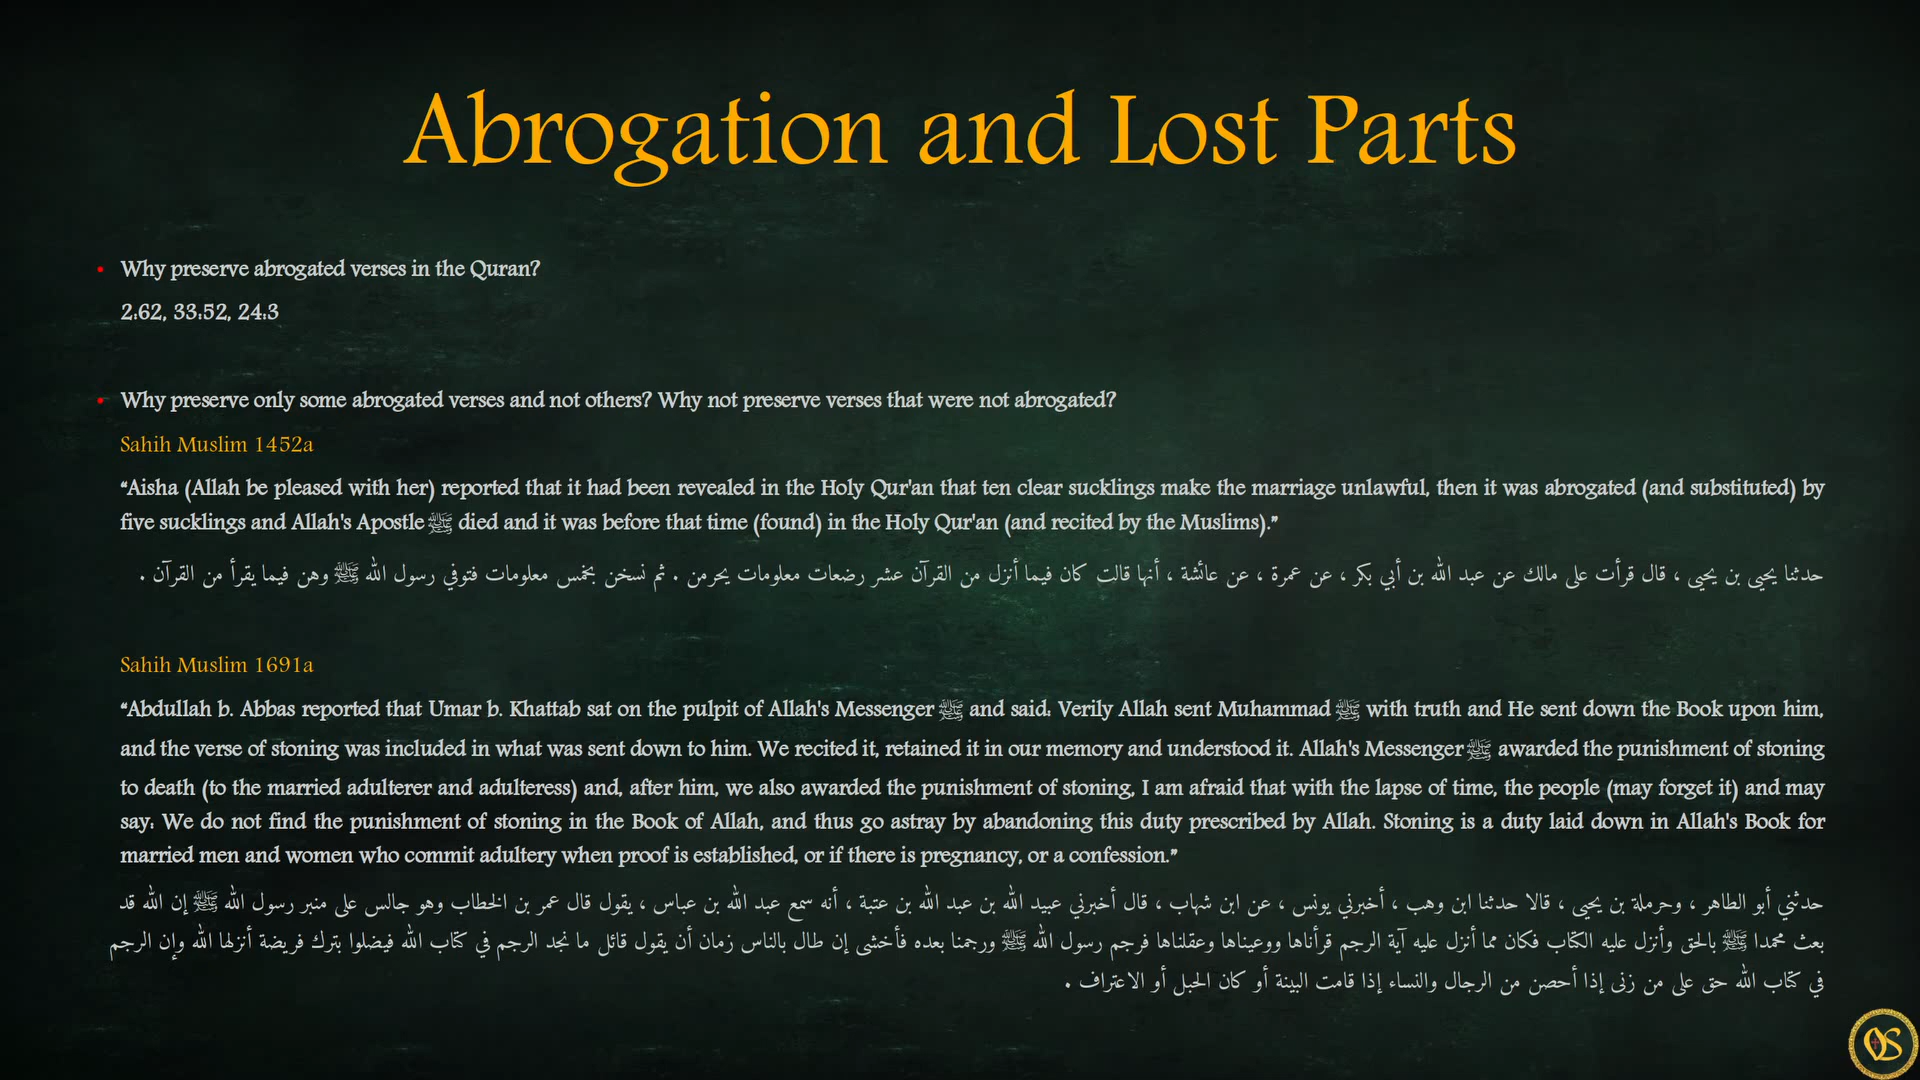 Abrogation and Lost Parts
• Why preserve abrogated verses in the Quran?
2:62, 33:52, 24:3
• Why preserve only some abrogated verses and not others? Why not preserve verses that were not abrogated?
Sahih Muslim 1452a
“Aisha (Allah be pleased with her) reported that it had been revealed in the Holy Qur'an that ten clear sucklings make the marriage unlawful, then it was abrogated (and substituted) by
five sucklings and Allah's Apostle ﷺ died and it was before that time (found) in the Holy Qur'an (and recited by the Muslims).”
حدثنا يحيى بن يحيى ، قال قرأت على مالك عن عبد الله بن أبي بكر ، عن عمرة ، عن عائشة ، أنها قالت كان فيما أنزل من القرآن عشر رضعات معلومات يحرمن . ثم نسخن بخمس معلومات فتوفي رسول الله ﷺ وهن فيما يقرأ من القرآن .
Sahih Muslim 1691a
“Abdullah b. Abbas reported that Umar b. Khattab sat on the pulpit of Allah's Messenger ﷺ and said: Verily Allah sent Muhammad ﷺ with truth and He sent down the Book upon him,
and the verse of stoning was included in what was sent down to him. We recited it, retained it in our memory and understood it. Allah's Messenger ﷺ awarded the punishment of stoning
to death (to the married adulterer and adulteress) and, after him, we also awarded the punishment of stoning, I am afraid that with the lapse of time, the people (may forget it) and may
say: We do not find the punishment of stoning in the Book of Allah, and thus go astray by abandoning this duty prescribed by Allah. Stoning is a duty laid down in Allah's Book for
married men and women who commit adultery when proof is established, or if there is pregnancy, or a confession.”
حدثني أبو الطاهر ، وحرملة بن يحيى ، قالا حدثنا ابن وهب ، أخبرني يونس ، عن ابن شهاب ، قال أخبرني عبيد الله بن عبد الله بن عتبة ، أنه سمع عبد الله بن عباس ، يقول قال عمر بن الخطاب وهو جالس على منبر رسول الله ﷺ إن الله قد
بعث محمدا ﷺ بالحق وأنزل عليه الكتاب فكان مما أنزل عليه آية الرجم قرأناها ووعيناها وعقلناها فرجم رسول الله ﷺ ورجمنا بعده فأخشى إن طال بالناس زمان أن يقول قائل ما نجد الرجم في كتاب الله فيضلوا بترك فريضة أنزلها الله وإن الرجم
في كتاب الله حق على من زنى إذا أحصن من الرجال والنساء إذا قامت البينة أو كان الحبل أو الاعتراف .